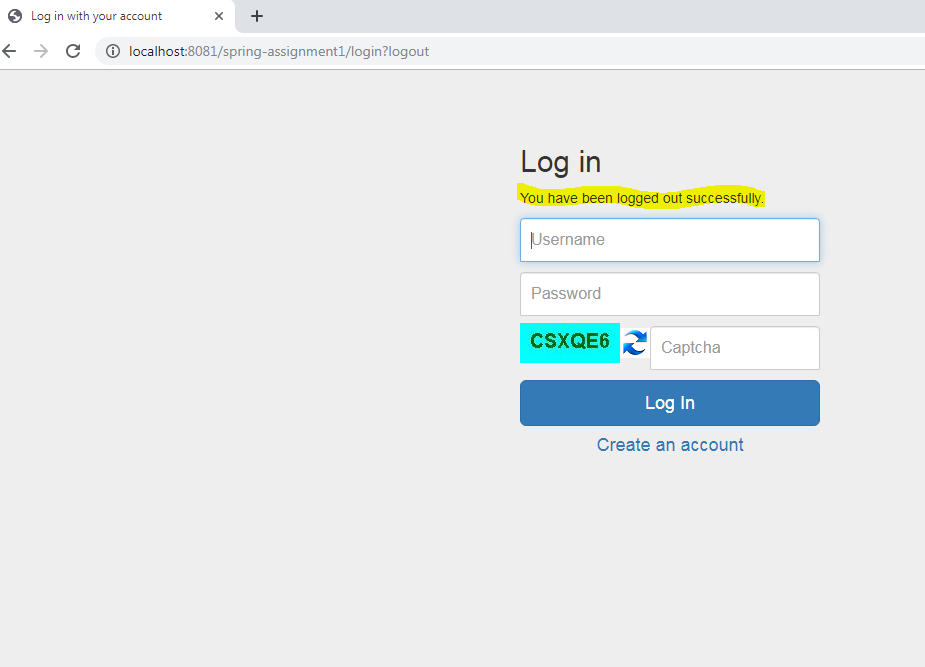 Log in with your account
localhost:8081/spring-assignment1/login?logout
Log in
You have been logged out successfully.
Username
Password
CSXQE6 Captcha
Log In
Create an account